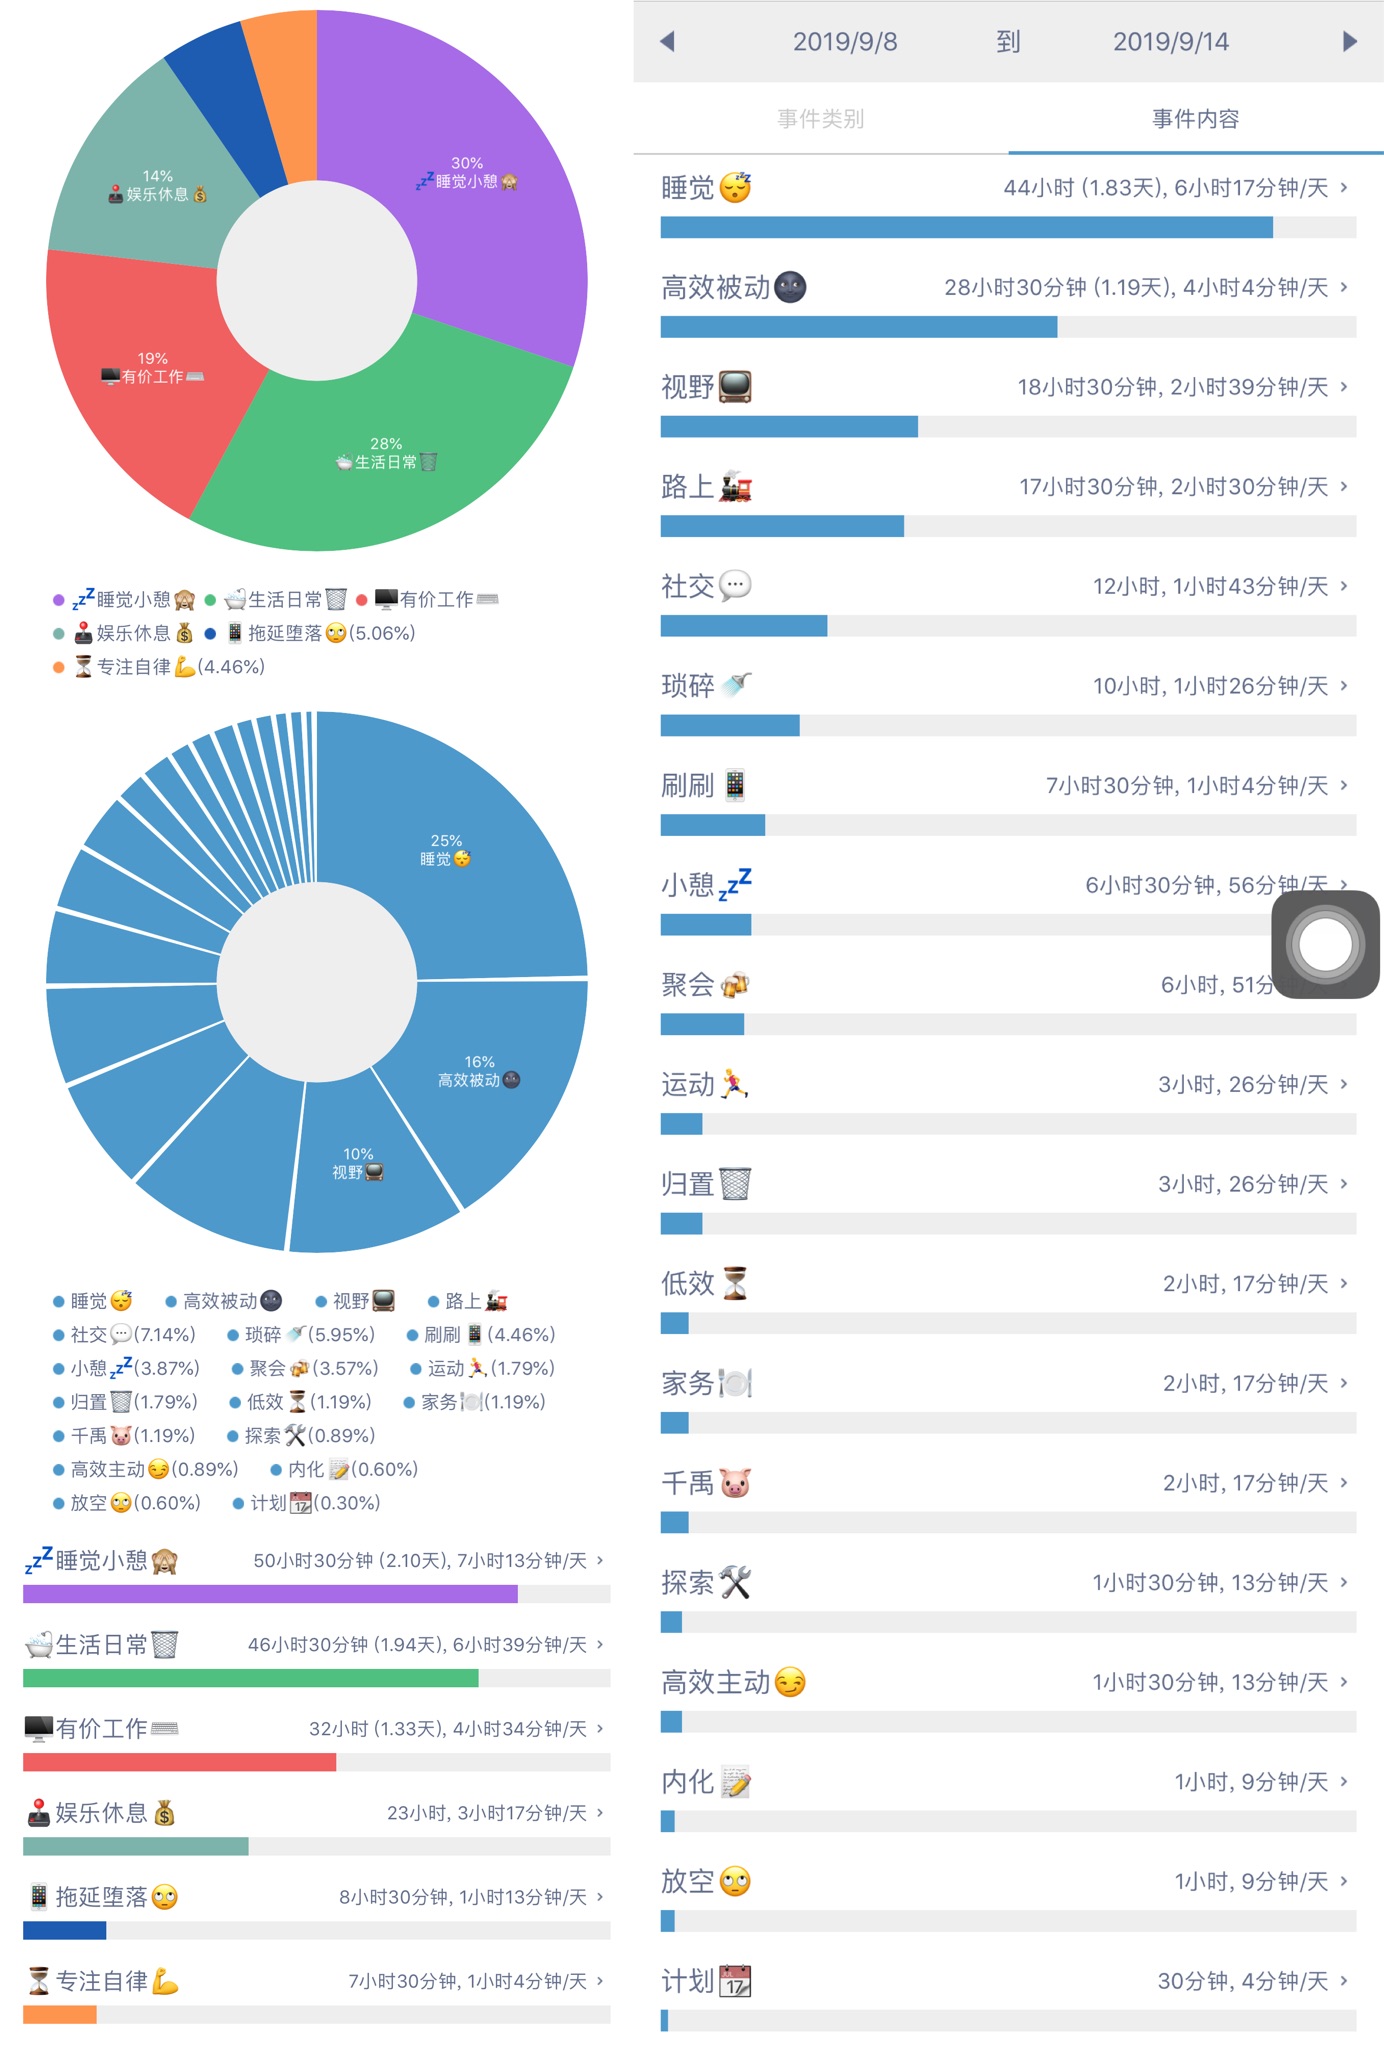 30%
💤睡觉小憩🙈
14%
🕹娱乐休息💰
19%
🖥有价工作⌨️
28%
🛁生活日常🗑
💤睡觉小憩🙈 🛁生活日常🗑 🖥有价工作⌨️
🕹娱乐休息💰 📱拖延堕落🙄(5.06%)
⏳专注自律💪(4.46%)
25%
睡觉😴
16%
高效被动🌚
10%
视野📺
睡觉😴 高效被动🌚 视野📺 路上🚂
社交💬(7.14%) 琐碎🚿(5.95%) 刷刷📱(4.46%)
小憩💤(3.87%) 聚会🍻(3.57%) 运动🏃(1.79%)
归置🗑(1.79%) 低效⏳(1.19%) 家务🍽(1.19%)
千禹🐷(1.19%) 探索🛠(0.89%)
高效主动😏(0.89%) 内化📝(0.60%)
放空🙄(0.60%) 计划📅(0.30%)
💤睡觉小憩🙈 50小时30分钟 (2.10天), 7小时13分钟/天 >
🛁生活日常🗑 46小时30分钟 (1.94天), 6小时39分钟/天 >
🖥有价工作⌨️ 32小时 (1.33天), 4小时34分钟/天 >
🕹娱乐休息💰 23小时, 3小时17分钟/天 >
📱拖延堕落🙄 8小时30分钟, 1小时13分钟/天 >
⏳专注自律💪 7小时30分钟, 1小时4分钟/天 >
2019/9/8 到 2019/9/14
事件类别 事件内容
睡觉😴 44小时 (1.83天), 6小时17分钟/天 >
高效被动🌚 28小时30分钟 (1.19天), 4小时4分钟/天 >
视野📺 18小时30分钟, 2小时39分钟/天 >
路上🚂 17小时30分钟, 2小时30分钟/天 >
社交💬 12小时, 1小时43分钟/天 >
琐碎🚿 10小时, 1小时26分钟/天 >
刷刷📱 7小时30分钟, 1小时4分钟/天 >
小憩💤 6小时30分钟, 56分钟/天 >
聚会🍻 6小时, 51分
运动🏃 3小时, 26分钟/天 >
归置🗑 3小时, 26分钟/天 >
低效⏳ 2小时, 17分钟/天 >
家务🍽 2小时, 17分钟/天 >
千禹🐷 2小时, 17分钟/天 >
探索🛠 1小时30分钟, 13分钟/天 >
高效主动😏 1小时30分钟, 13分钟/天 >
内化📝 1小时, 9分钟/天 >
放空🙄 1小时, 9分钟/天 >
计划📅 30分钟, 4分钟/天 >